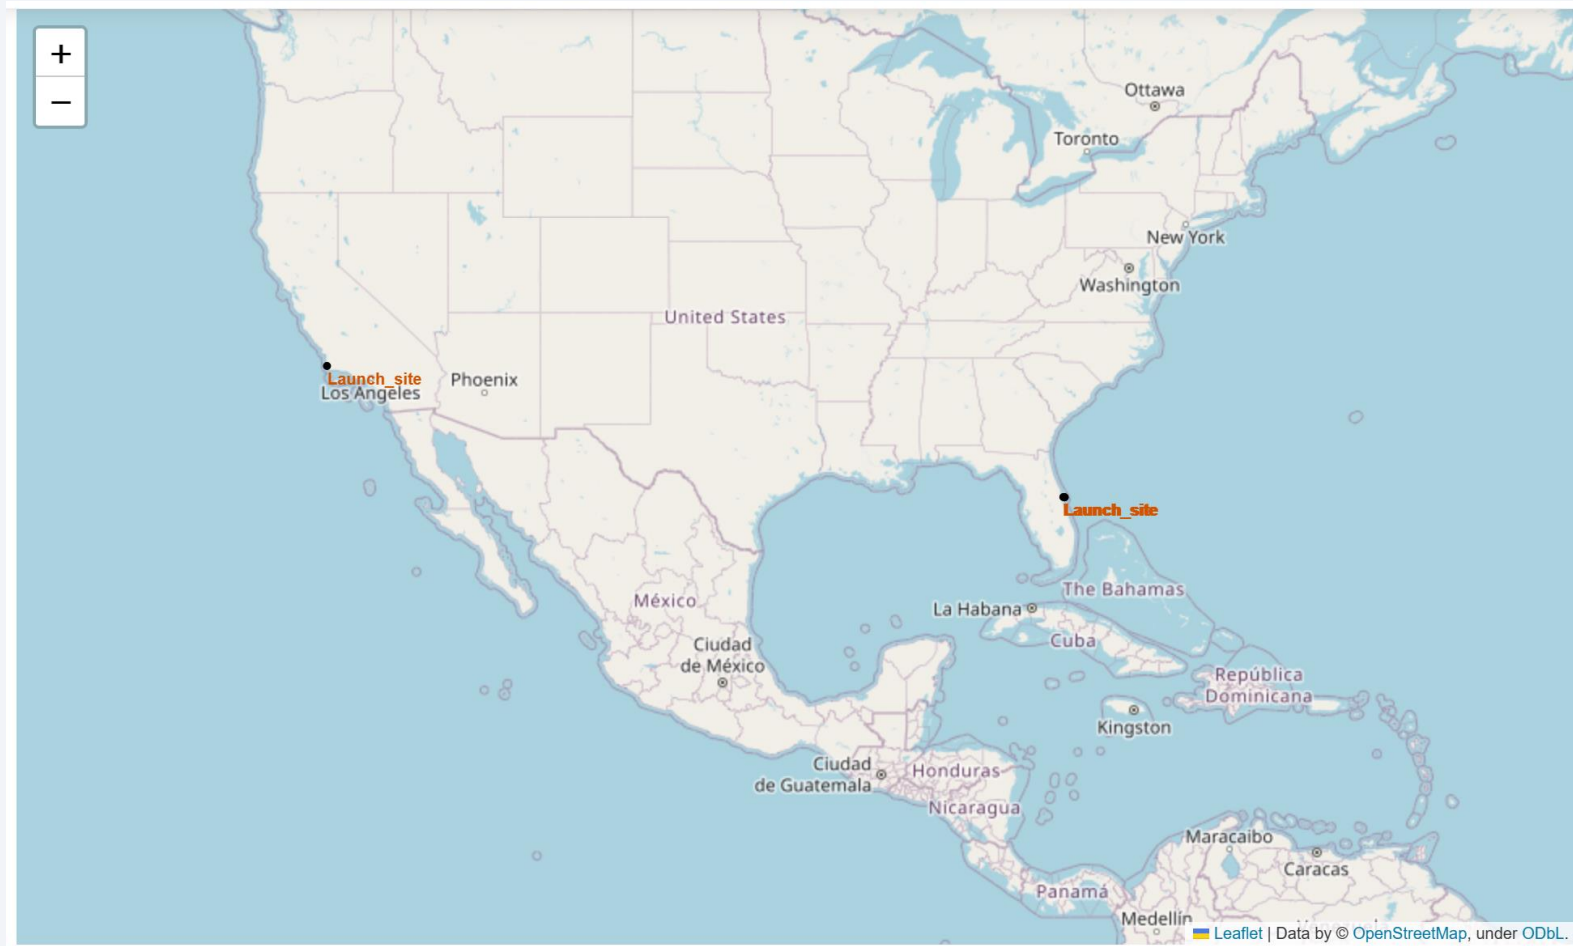 +
−
Ottawa
Toronto
New York
Washington
United States
Launch_site
Los Angeles
Phoenix
Launch_site
The Bahamas
La Habana
México
Cuba
Ciudad
de México
República
Dominicana
Kingston
Ciudad
de Guatemala
Honduras
Nicaragua
Maracaibo
Caracas
Panamá
Medellín
Leaflet | Data by © OpenStreetMap, under ODbL.